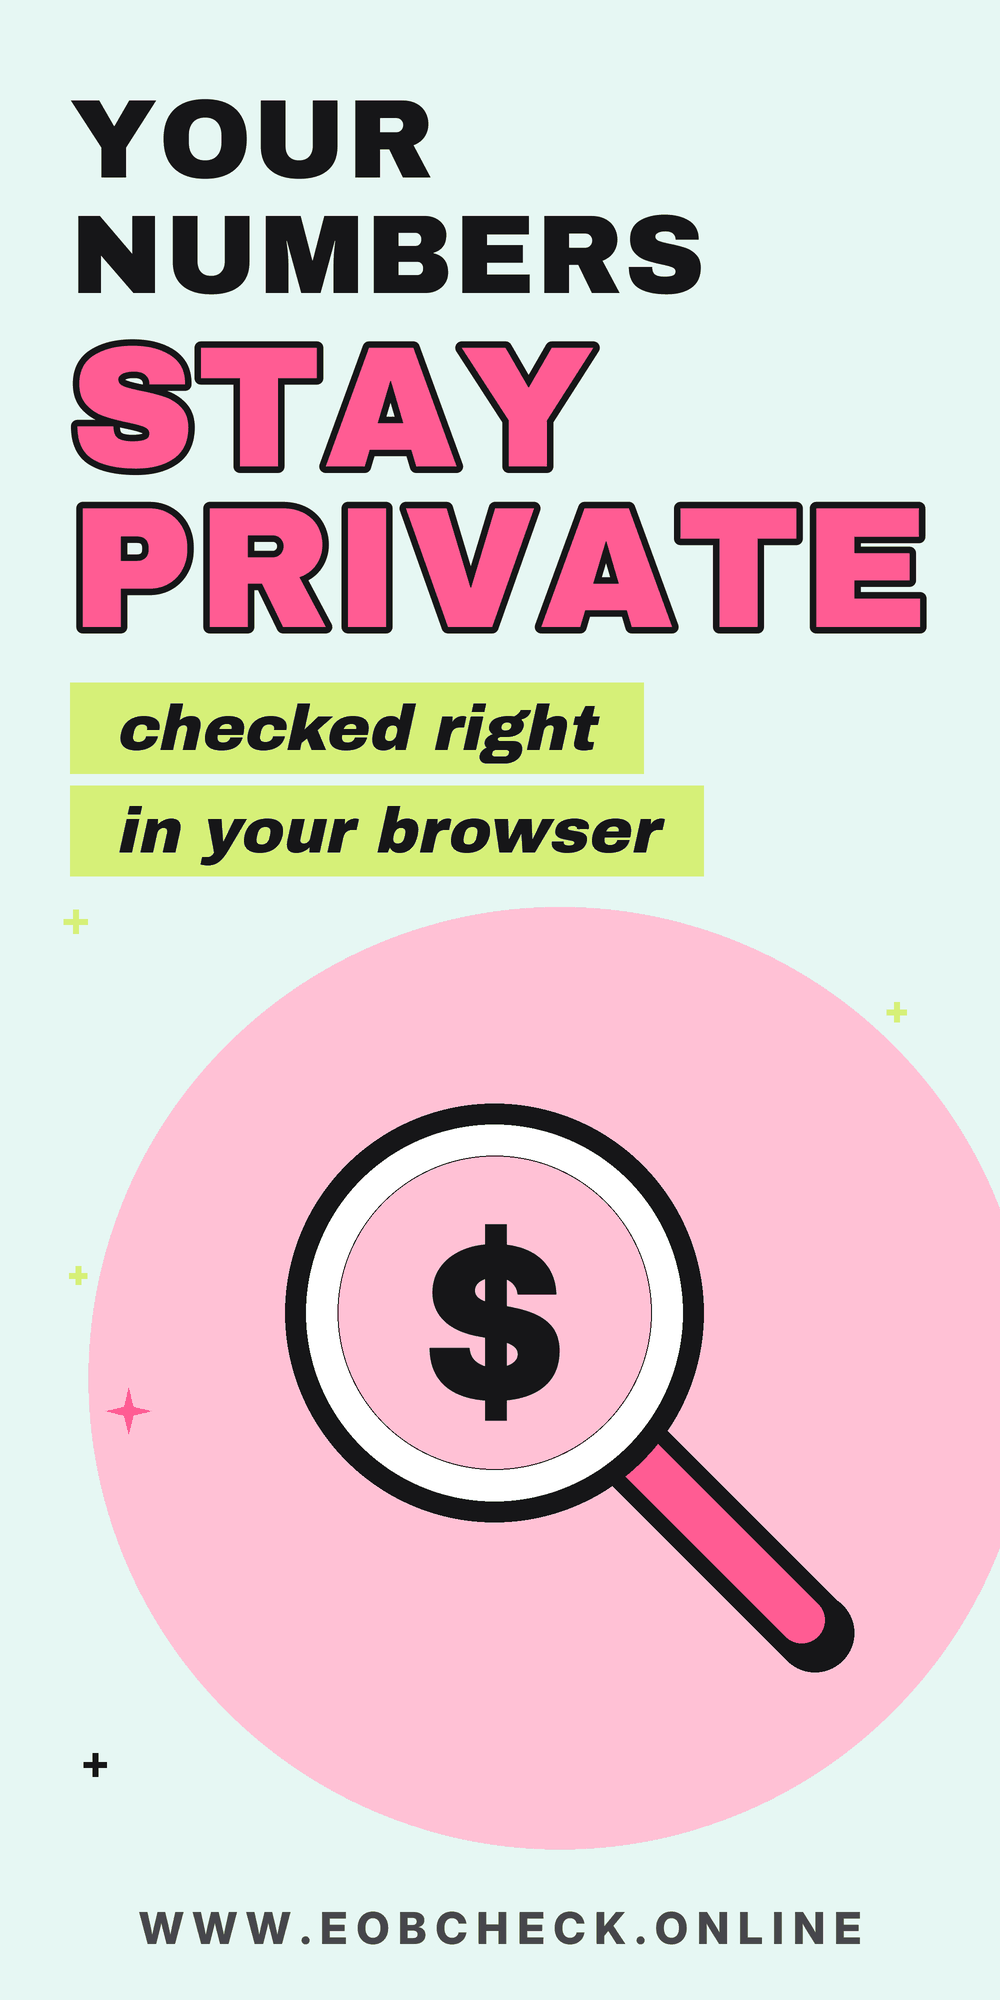 YOUR
NUMBERS
STAY
PRIVATE
checked right
in your browser
$
WWW.EOBCHECK.ONLINE